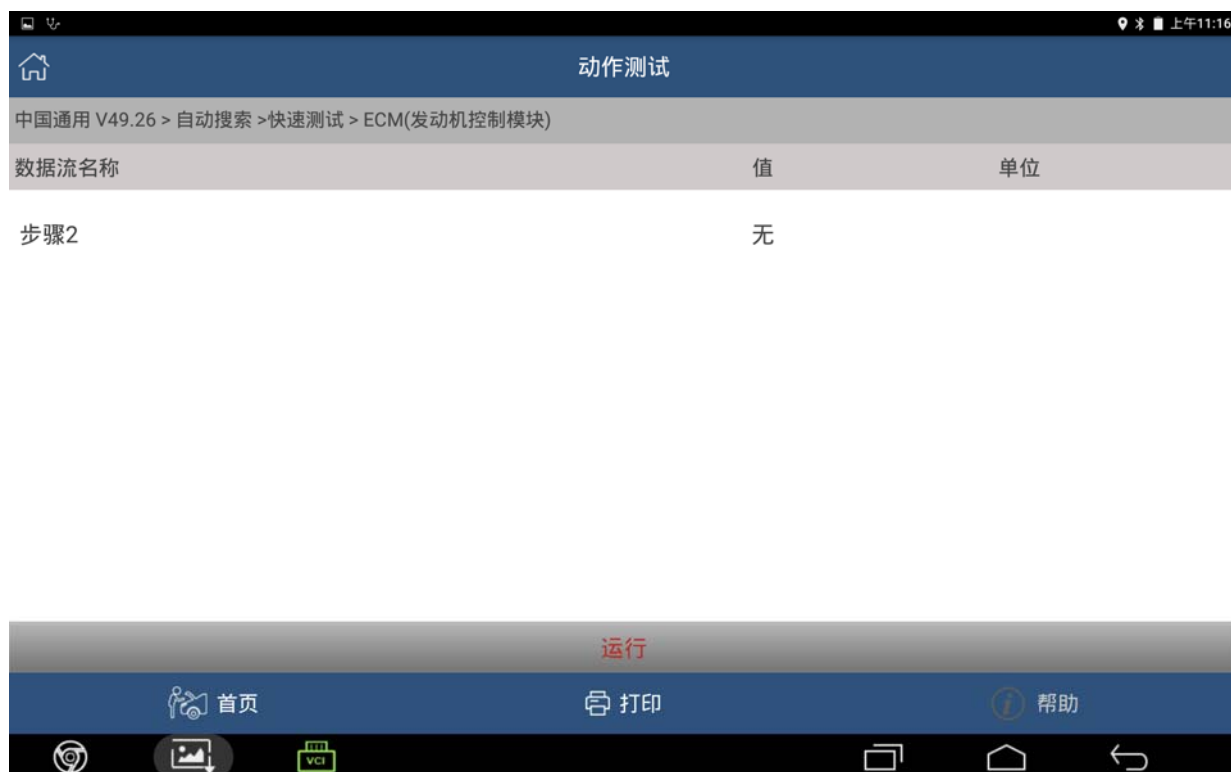 上午11:16
动作测试
中国通用 V49.26 > 自动搜索 >快速测试 > ECM(发动机控制模块)
数据流名称 值 单位
步骤2 无
运行
首页 打印 帮助
VCI